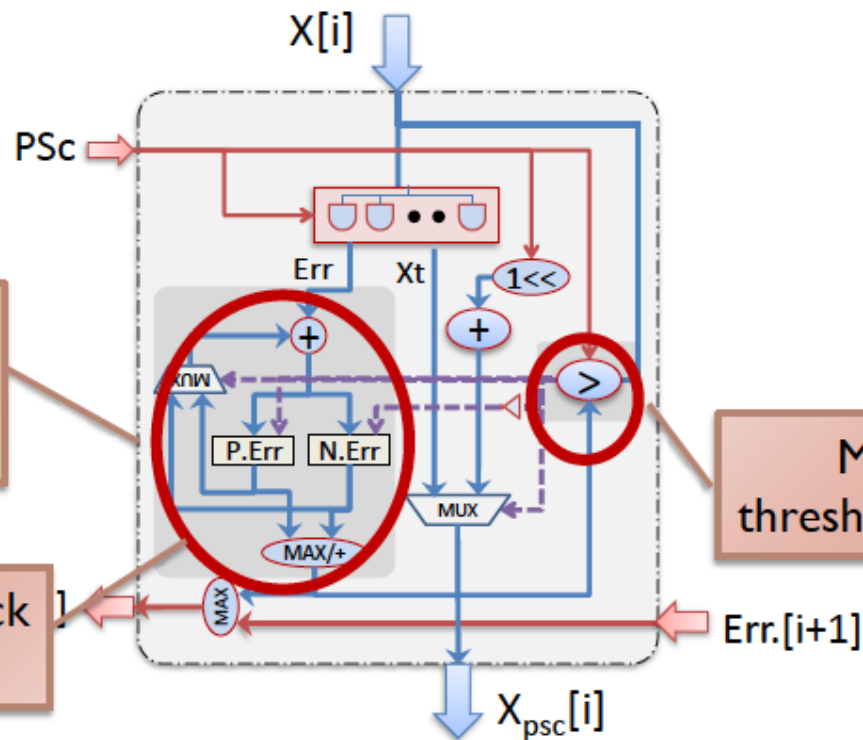 X[i]
PSc
Err
Xt
1<<
+
+
>
MUX
P.Err
N.Err
MUX
MAX/+
MAX
M
thresh
ck
]
Err.[i+1]
Xpsc[i]